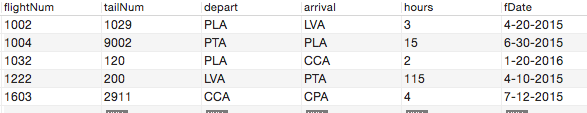 flightNum tailNum depart arrival hours fDate
1002 1029 PLA LVA 3 4-20-2015
1004 9002 PTA PLA 15 6-30-2015
1032 120 PLA CCA 2 1-20-2016
1222 200 LVA PTA 115 4-10-2015
1603 2911 CCA CPA 4 7-12-2015